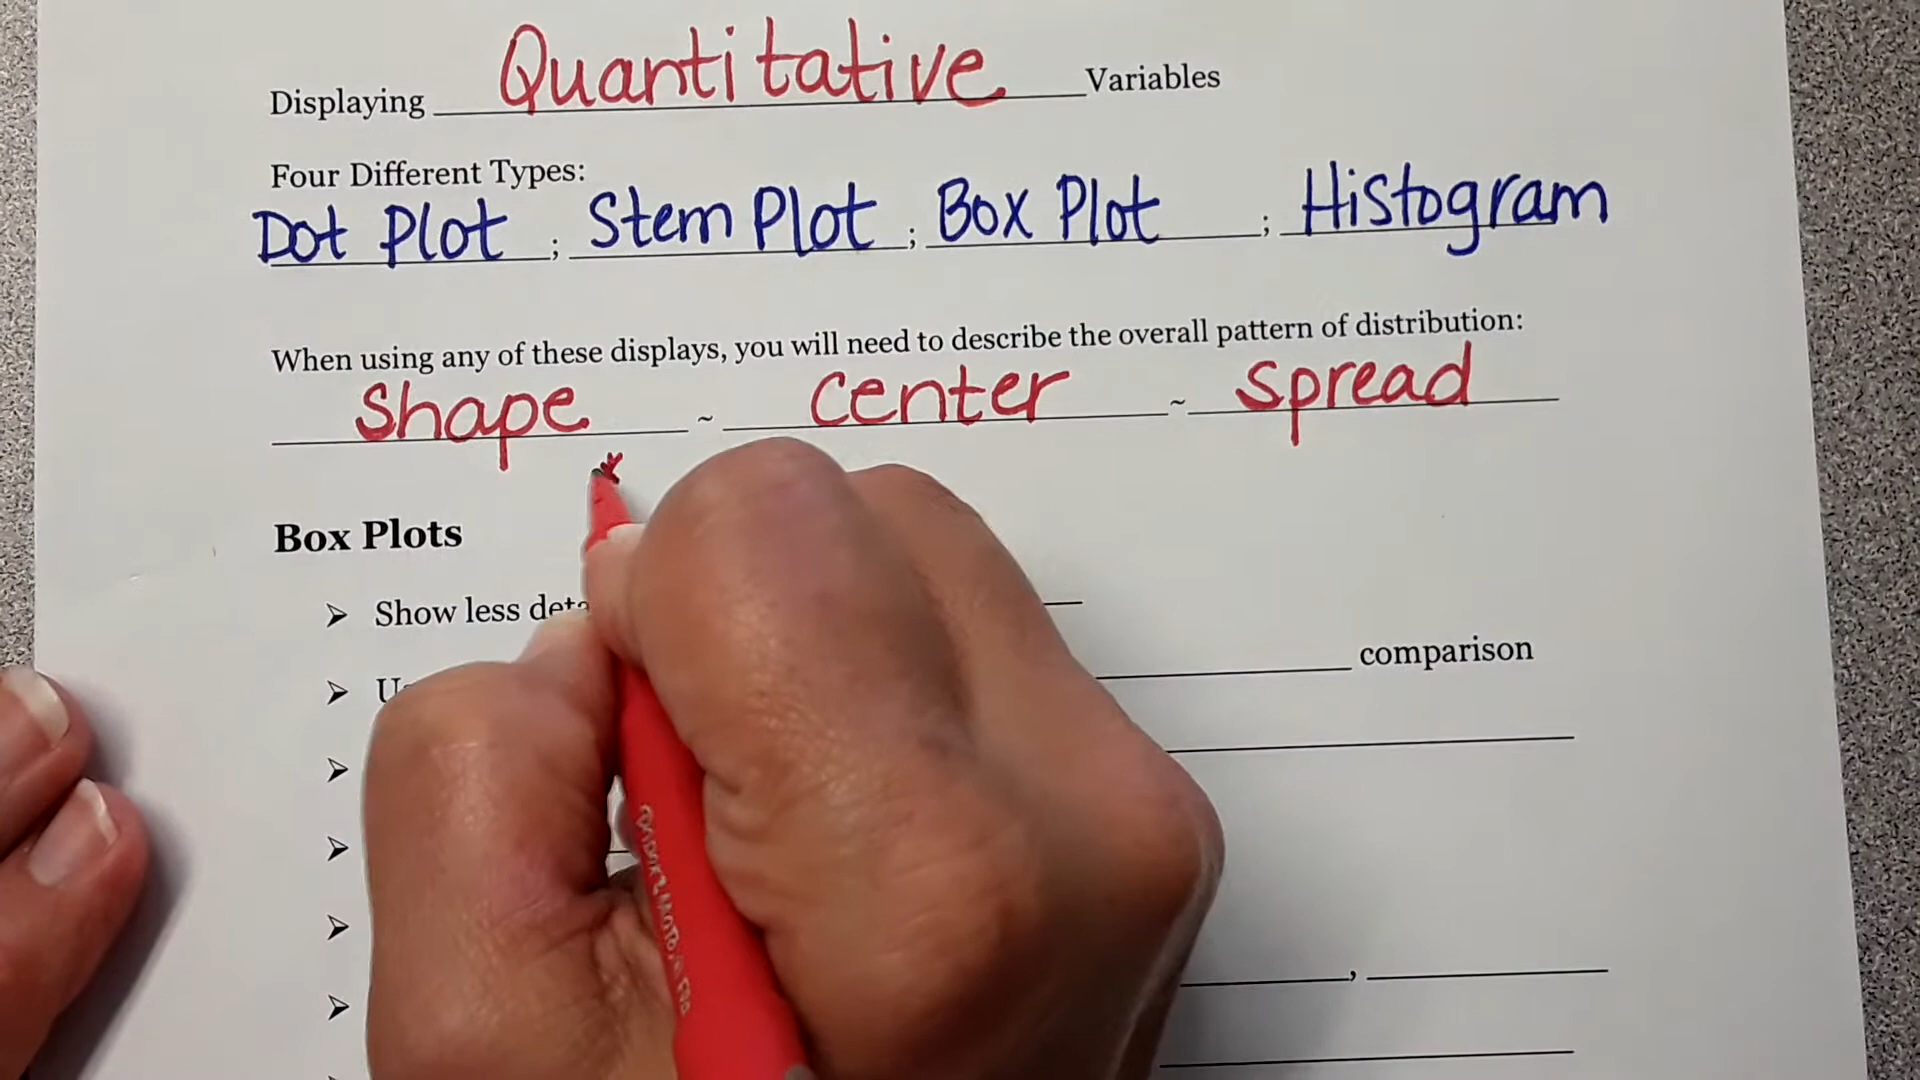 Displaying Quantitative Variables
Four Different Types:
Dot Plot ; Stem Plot ; Box Plot ; Histogram
When using any of these displays, you will need to describe the overall pattern of distribution:
shape ~ center ~ spread
Box Plots
➢ Show less
➢
comparison
➢
➢
➢
,
➢